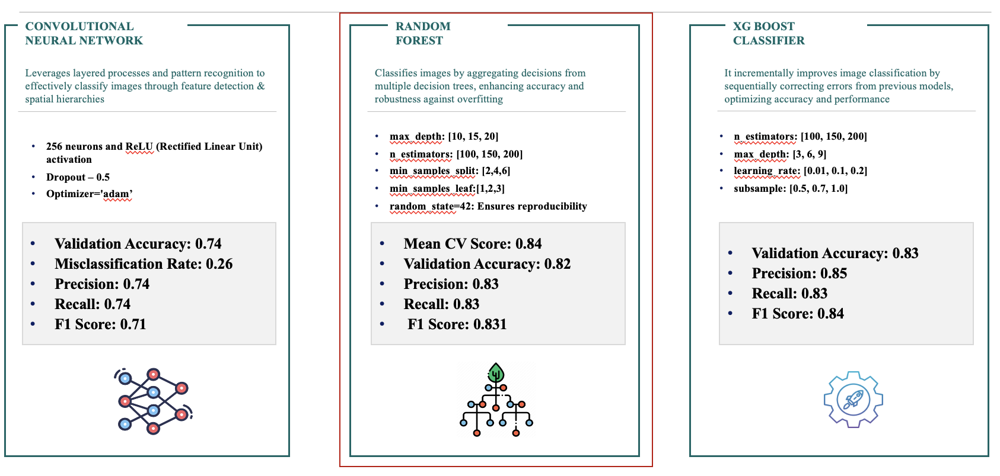 CONVOLUTIONAL
NEURAL NETWORK
Leverages layered processes and pattern recognition to
effectively classify images through feature detection &
spatial hierarchies
• 256 neurons and ReLU (Rectified Linear Unit)
activation
• Dropout – 0.5
• Optimizer='adam’
• Validation Accuracy: 0.74
• Misclassification Rate: 0.26
• Precision: 0.74
• Recall: 0.74
• F1 Score: 0.71
RANDOM
FOREST
Classifies images by aggregating decisions from
multiple decision trees, enhancing accuracy and
robustness against overfitting
• max_depth: [10, 15, 20]
• n_estimators: [100, 150, 200]
• min_samples_split: [2,4,6]
• min_samples_leaf:[1,2,3]
• random_state=42: Ensures reproducibility
• Mean CV Score: 0.84
• Validation Accuracy: 0.82
• Precision: 0.83
• Recall: 0.83
• F1 Score: 0.831
XG BOOST
CLASSIFIER
It incrementally improves image classification by
sequentially correcting errors from previous models,
optimizing accuracy and performance
• n_estimators: [100, 150, 200]
• max_depth: [3, 6, 9]
• learning_rate: [0.01, 0.1, 0.2]
• subsample: [0.5, 0.7, 1.0]
• Validation Accuracy: 0.83
• Precision: 0.85
• Recall: 0.83
• F1 Score: 0.84